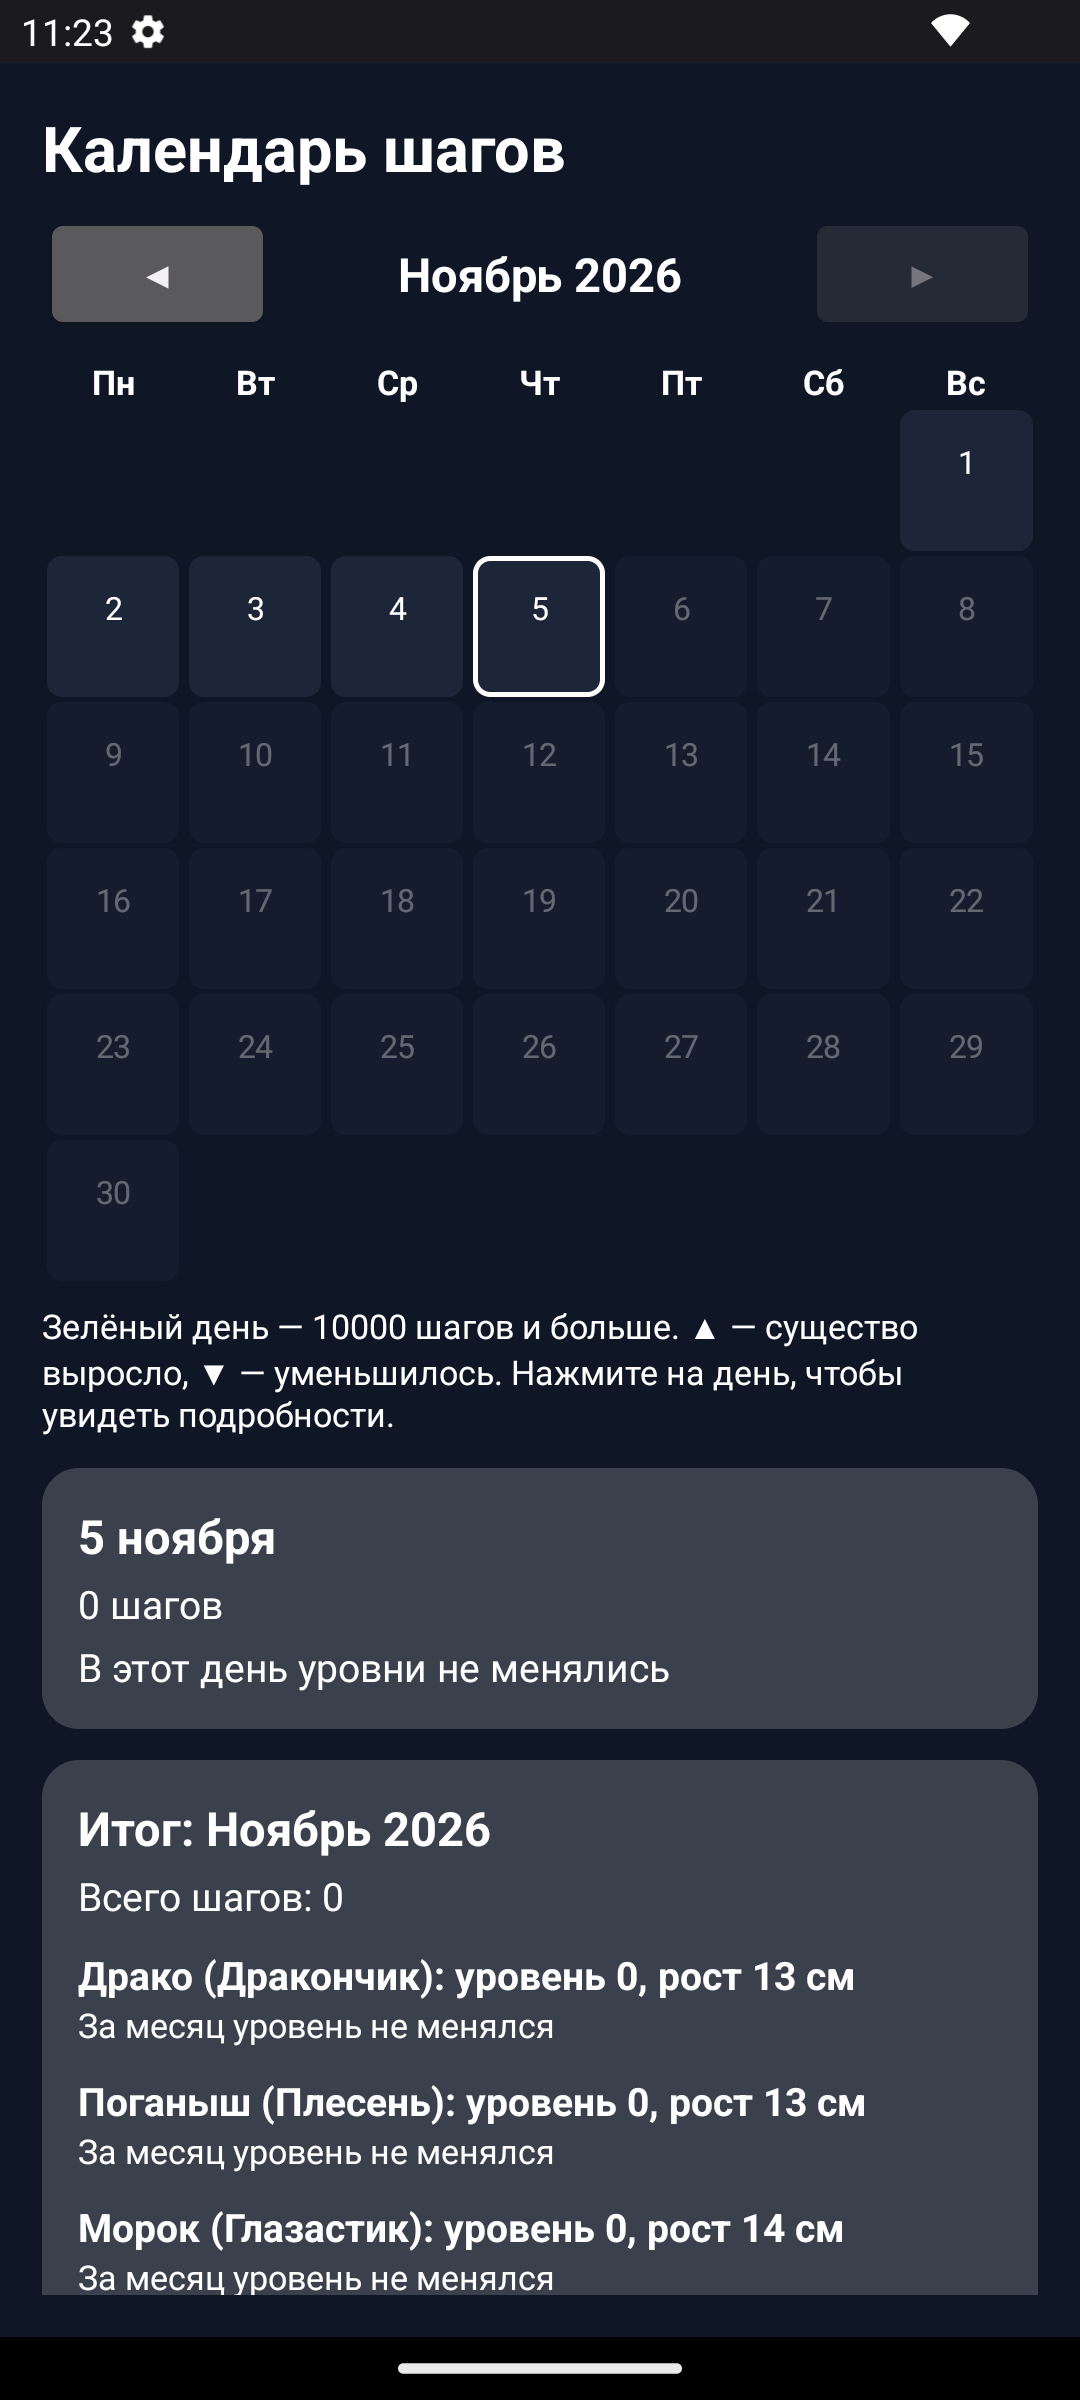 11:23
Календарь шагов
◀ Ноябрь 2026 ▶
Пн Вт Ср Чт Пт Сб Вс
1
2 3 4 5 6 7 8
9 10 11 12 13 14 15
16 17 18 19 20 21 22
23 24 25 26 27 28 29
30
Зелёный день — 10000 шагов и больше. ▲ — существо
выросло, ▼ — уменьшилось. Нажмите на день, чтобы
увидеть подробности.
5 ноября
0 шагов
В этот день уровни не менялись
Итог: Ноябрь 2026
Всего шагов: 0
Драко (Дракончик): уровень 0, рост 13 см
За месяц уровень не менялся
Поганыш (Плесень): уровень 0, рост 13 см
За месяц уровень не менялся
Морок (Глазастик): уровень 0, рост 14 см
За месяц уровень не менялся